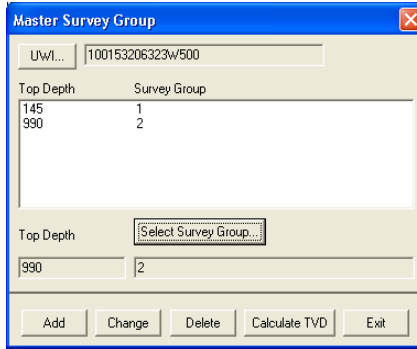 Master Survey Group
UWI... 100153206323W500
Top Depth Survey Group
145 1
990 2
Top Depth Select Survey Group...
990 2
Add Change Delete Calculate TVD Exit